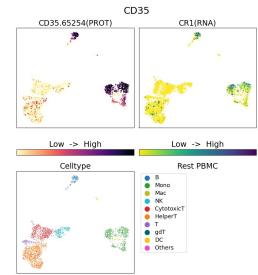 CD35
CD35.65254(PROT) CR1(RNA)
Low -> High Low -> High
Celltype Rest PBMC
B
Mono
Mac
NK
CytotoxicT
HelperT
T
gdT
DC
Others